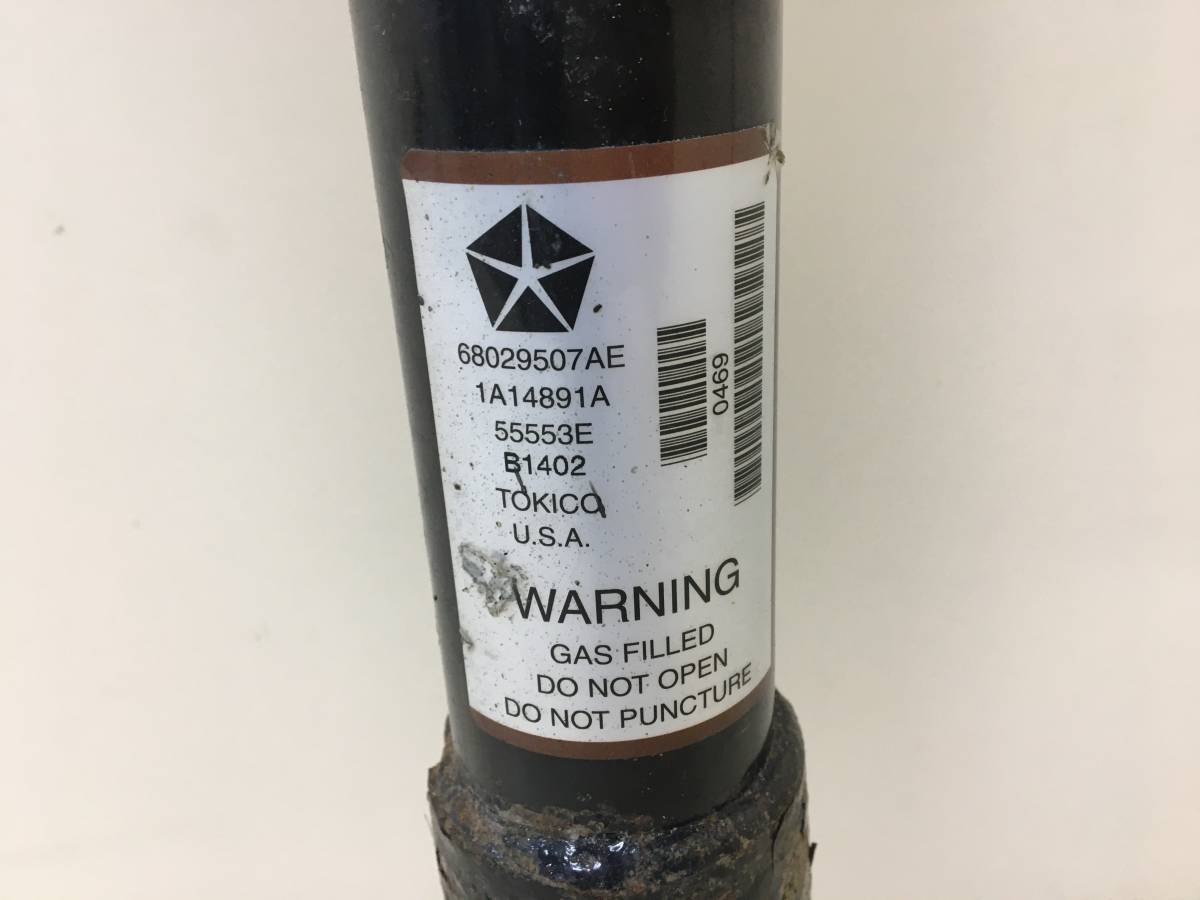 68029507AE
1A14891A
55553E
B1402
TOKICO
U.S.A.
0469
WARNING
GAS FILLED
DO NOT OPEN
DO NOT PUNCTURE